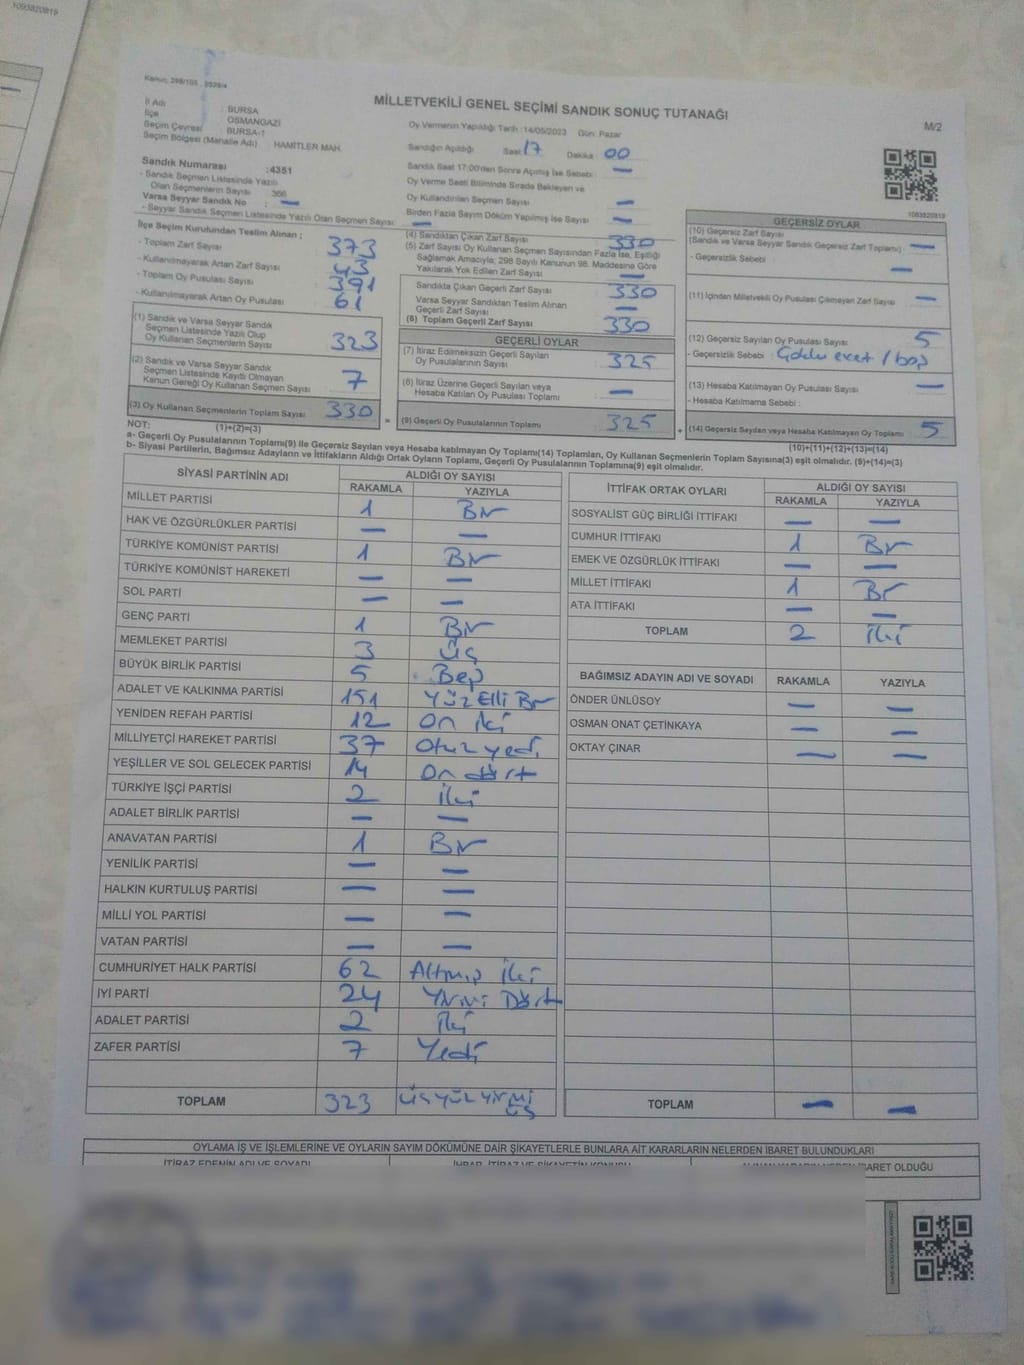 1093820819
Kanun: 298/105
MİLLETVEKİLİ GENEL SEÇİMİ SANDIK SONUÇ TUTANAĞI
M/2
İl Adı : BURSA
İlçe : OSMANGAZİ
Seçim Çevresi : BURSA-1
Seçim Bölgesi (Mahalle Adı) : HAMİTLER MAH.
Oy Vermenin Yapıldığı Tarih : 14/05/2023 Gün : Pazar
Sandığın Açıldığı Saat : 17 Dakika : 00
Sandık Numarası : 4351
- Sandık Seçmen Listesinde Yazılı
Olan Seçmenlerin Sayısı : 366
Varsa Seyyar Sandık No : —
- Seyyar Sandık Seçmen Listesinde Yazılı Olan Seçmen Sayısı : —
Sandık Saat 17:00'den Sonra Açılmış İse Sebebi : —
Oy Verme Saati Bitiminde Sırada Bekleyen ve
Oy Kullandırılan Seçmen Sayısı : —
Birden Fazla Sayım Döküm Yapılmış İse Sayısı : —
1083820819
İlçe Seçim Kurulundan Teslim Alınan ;
- Toplam Zarf Sayısı : 373
- Kullanılmayarak Artan Zarf Sayısı : 43
- Toplam Oy Pusulası Sayısı : 391
- Kullanılmayarak Artan Oy Pusulası : 61
(1) Sandık ve Varsa Seyyar Sandık
Seçmen Listesinde Yazılı Olup
Oy Kullanan Seçmenlerin Sayısı : 323
(2) Sandık ve Varsa Seyyar Sandık
Seçmen Listesinde Kayıtlı Olmayan
Kanun Gereği Oy Kullanan Seçmen Sayısı : 7
(3) Oy Kullanan Seçmenlerin Toplam Sayısı : 330
(1)+(2)=(3)
(4) Sandıktan Çıkan Zarf Sayısı : 330
(5) Zarf Sayısı Oy Kullanan Seçmen Sayısından Fazla İse, Eşitliği
Sağlamak Amacıyla, 298 Sayılı Kanunun 98. Maddesine Göre
Yakılarak Yok Edilen Zarf Sayısı : —
Sandıkta Çıkan Geçerli Zarf Sayısı : 330
Varsa Seyyar Sandıktan Teslim Alınan
Geçerli Zarf Sayısı : —
(6) Toplam Geçerli Zarf Sayısı : 330
GEÇERLİ OYLAR
(7) İtiraz Edilmeksizin Geçerli Sayılan
Oy Pusulalarının Sayısı : 325
(8) İtiraz Üzerine Geçerli Sayılan veya
Hesaba Katılan Oy Pusulası Toplamı : —
= (9) Geçerli Oy Pusulalarının Toplamı : 325
GEÇERSİZ OYLAR
(10) Geçersiz Zarf Sayısı
(Sandık ve Varsa Seyyar Sandık Geçersiz Zarf Toplamı) : —
- Geçersizlik Sebebi : —
(11) İçinden Milletvekili Oy Pusulası Çıkmayan Zarf Sayısı : —
(12) Geçersiz Sayılan Oy Pusulası Sayısı : 5
- Geçersizlik Sebebi : Çoklu evet / boş
(13) Hesaba Katılmayan Oy Pusulası Sayısı : —
- Hesaba Katılmama Sebebi :
+ (14) Geçersiz Sayılan veya Hesaba Katılmayan Oy Toplamı : 5
(10)+(11)+(12)+(13)=(14)
NOT:
a- Geçerli Oy Pusulalarının Toplamı(9) ile Geçersiz Sayılan veya Hesaba Katılmayan Oy Toplamı(14) Toplamları, Oy Kullanan Seçmenlerin Toplam Sayısına(3) eşit olmalıdır. (9)+(14)=(3)
b- Siyasi Partilerin, Bağımsız Adayların ve İttifakların Aldığı Ortak Oyların Toplamı, Geçerli Oy Pusulalarının Toplamına(9) eşit olmalıdır.
SİYASİ PARTİNİN ADI ALDIĞI OY SAYISI
RAKAMLA YAZIYLA
MİLLET PARTİSİ 1 Bir
HAK VE ÖZGÜRLÜKLER PARTİSİ — —
TÜRKİYE KOMÜNİST PARTİSİ 1 Bir
TÜRKİYE KOMÜNİST HAREKETİ — —
SOL PARTİ — —
GENÇ PARTİ 1 Bir
MEMLEKET PARTİSİ 3 Üç
BÜYÜK BİRLİK PARTİSİ 5 Beş
ADALET VE KALKINMA PARTİSİ 151 Yüz Elli Bir
YENİDEN REFAH PARTİSİ 12 On iki
MİLLİYETÇİ HAREKET PARTİSİ 37 Otuz yedi
YEŞİLLER VE SOL GELECEK PARTİSİ 14 On dört
TÜRKİYE İŞÇİ PARTİSİ 2 İki
ADALET BİRLİK PARTİSİ — —
ANAVATAN PARTİSİ 1 Bir
YENİLİK PARTİSİ — —
HALKIN KURTULUŞ PARTİSİ — —
MİLLİ YOL PARTİSİ — —
VATAN PARTİSİ — —
CUMHURİYET HALK PARTİSİ 62 Altmış iki
İYİ PARTİ 24 Yirmi Dört
ADALET PARTİSİ 2 İki
ZAFER PARTİSİ 7 Yedi
TOPLAM 323 üçyüz yirmi üç
İTTİFAK ORTAK OYLARI ALDIĞI OY SAYISI
RAKAMLA YAZIYLA
SOSYALİST GÜÇ BİRLİĞİ İTTİFAKI — —
CUMHUR İTTİFAKI 1 Bir
EMEK VE ÖZGÜRLÜK İTTİFAKI — —
MİLLET İTTİFAKI 1 Bir
ATA İTTİFAKI — —
TOPLAM 2 İki
BAĞIMSIZ ADAYIN ADI VE SOYADI RAKAMLA YAZIYLA
ÖNDER ÜNLÜSOY — —
OSMAN ONAT ÇETİNKAYA — —
OKTAY ÇINAR — —
TOPLAM — —
OYLAMA İŞ VE İŞLEMLERİNE VE OYLARIN SAYIM DÖKÜMÜNE DAİR ŞİKAYETLERLE BUNLARA AİT KARARLARIN NELERDEN İBARET BULUNDUKLARI
İTİRAZ EDENİN ADI VE SOYADI İHBAR, İTİRAZ VE ŞİKAYETİN KONUSU ALINAN KARARIN NEDEN İBARET OLDUĞU